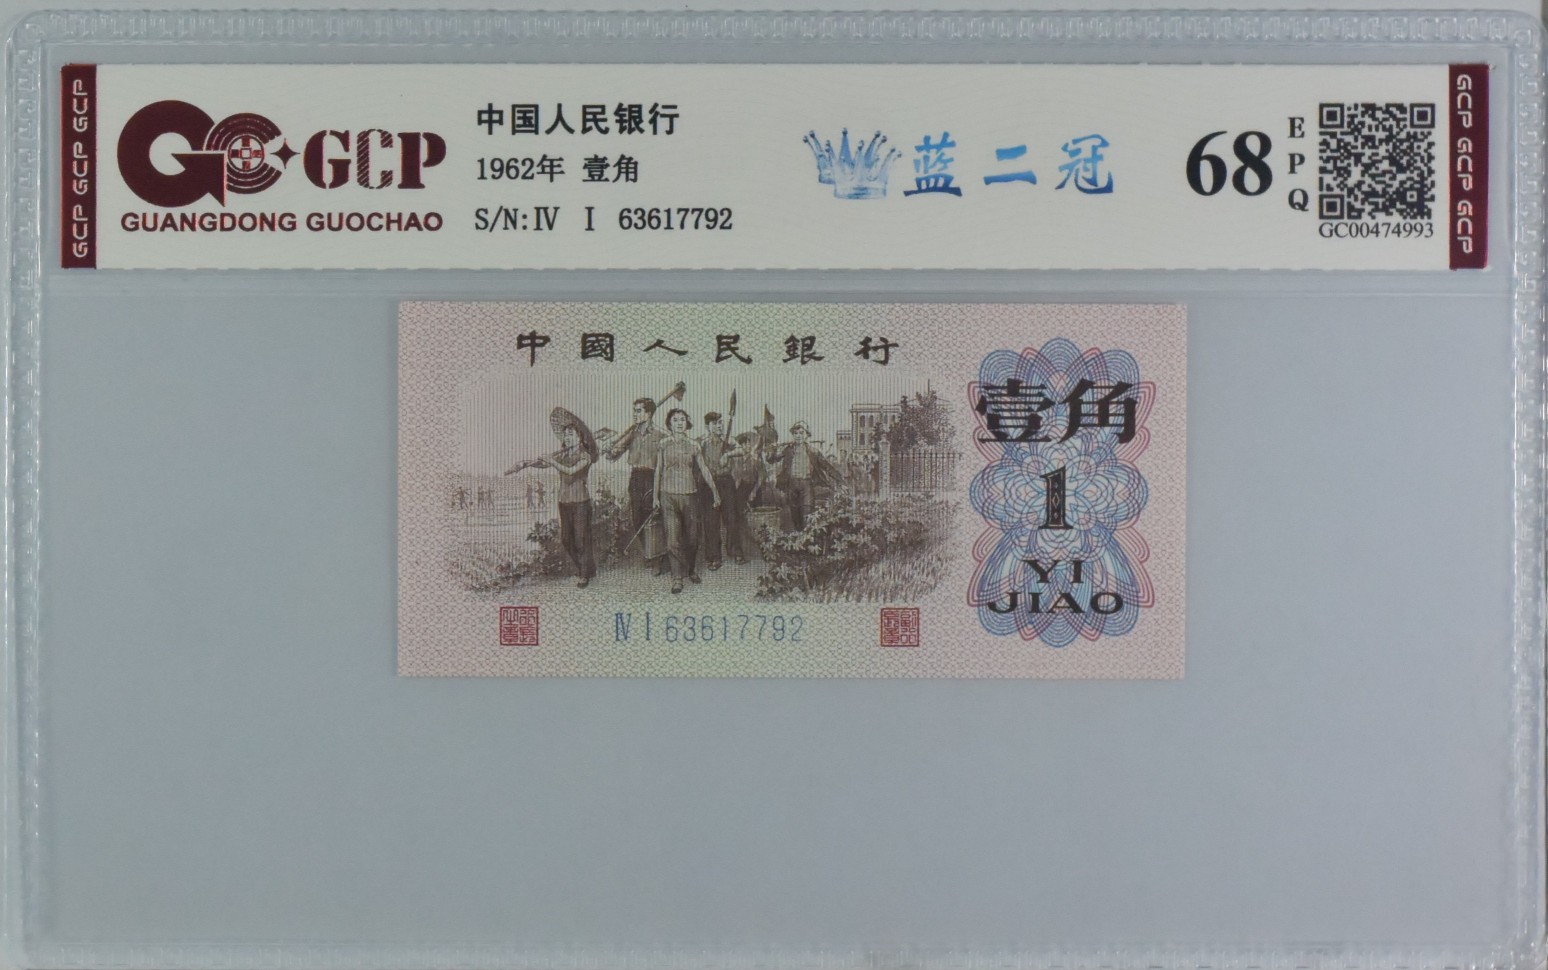 GCP GCP GCP
GCP
GUANGDONG GUOCHAO
中国人民银行
1962年 壹角
S/N:Ⅳ Ⅰ 63617792
蓝二冠
68
EPQ
GC00474993
GCP GCP GCP
中國人民銀行
壹角
1
YI
JIAO
Ⅳ Ⅰ 63617792